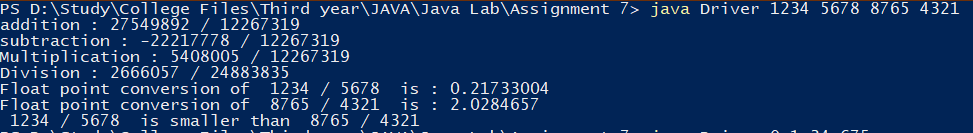 PS D:\Study\College Files\Third year\JAVA\Java Lab\Assignment 7> java Driver 1234 5678 8765 4321
addition : 27549892 / 12267319
subtraction : -22217778 / 12267319
Multiplication : 5408005 / 12267319
Division : 2666057 / 24883835
Float point conversion of  1234 / 5678  is : 0.21733004
Float point conversion of  8765 / 4321  is : 2.0284657
 1234 / 5678  is smaller than  8765 / 4321